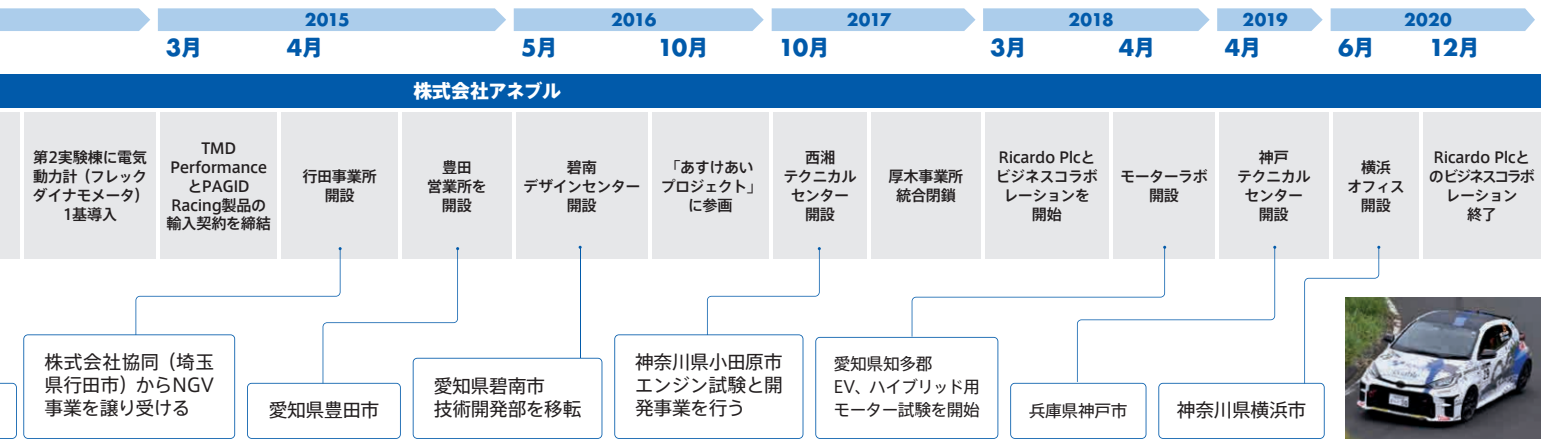 2015
2016
2017
2018
2019
2020
3月
4月
5月
10月
10月
3月
4月
4月
6月
12月
株式会社アネブル
第2実験棟に電気
動力計（フレック
ダイナモメータ）
1基導入
TMD
Performance
とPAGID
Racing製品の
輸入契約を締結
行田事業所
開設
豊田
営業所を
開設
碧南
デザインセンター
開設
「あすけあい
プロジェクト」
に参画
西湘
テクニカル
センター
開設
厚木事業所
統合閉鎖
Ricardo Plcと
ビジネスコラボ
レーションを
開始
モーターラボ
開設
神戸
テクニカル
センター
開設
横浜
オフィス
開設
Ricardo Plcと
のビジネスコラボ
レーション
終了
株式会社協同（埼玉
県行田市）からNGV
事業を譲り受ける
愛知県豊田市
愛知県碧南市
技術開発部を移転
神奈川県小田原市
エンジン試験と開
発事業を行う
愛知県知多郡
EV、ハイブリッド用
モーター試験を開始
兵庫県神戸市
神奈川県横浜市